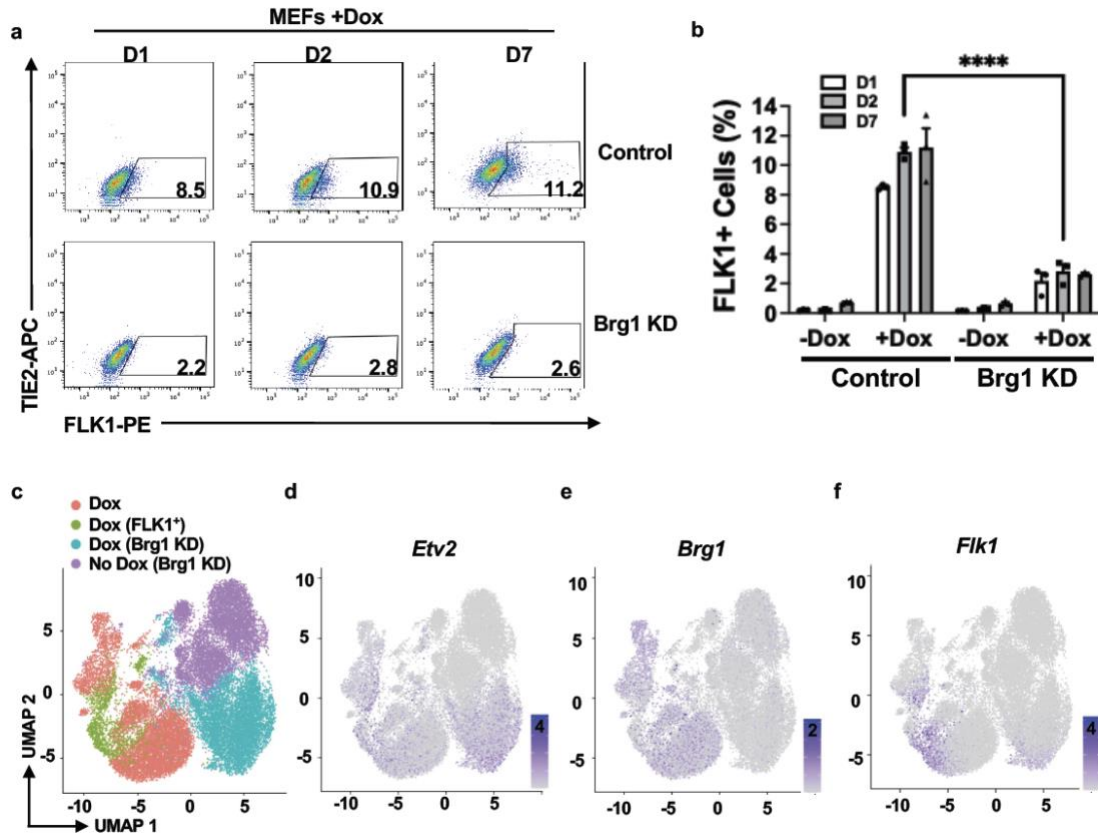 a
MEFs +Dox
D1 D2 D7
8.5 10.9 11.2
Control
2.2 2.8 2.6
Brg1 KD
TIE2-APC
FLK1-PE
b
****
D1
D2
D7
FLK1+ Cells (%)
14
12
10
8
6
4
2
0
-Dox +Dox -Dox +Dox
Control Brg1 KD
c
Dox
Dox (FLK1+)
Dox (Brg1 KD)
No Dox (Brg1 KD)
5
0
-5
-10 -5 0 5
UMAP 2
UMAP 1
d
Etv2
10
5
0
-5
-10 -5 0 5
4
e
Brg1
10
5
0
-5
-10 -5 0 5
2
f
Flk1
10
5
0
-5
-10 -5 0 5
4